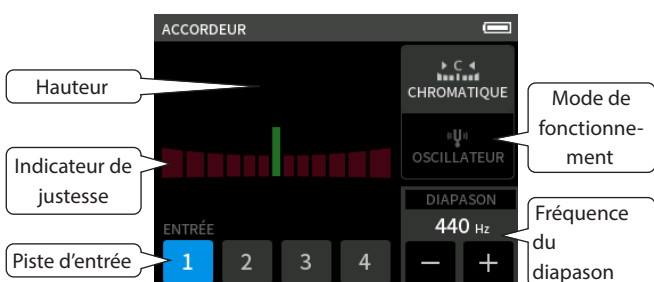 ACCORDEUR
Hauteur
C
CHROMATIQUE
Mode de
fonctionne-
ment
OSCILLATEUR
Indicateur de
justesse
DIAPASON
440 Hz
Fréquence
du
diapason
ENTRÉE
Piste d'entrée
1 2 3 4
− +